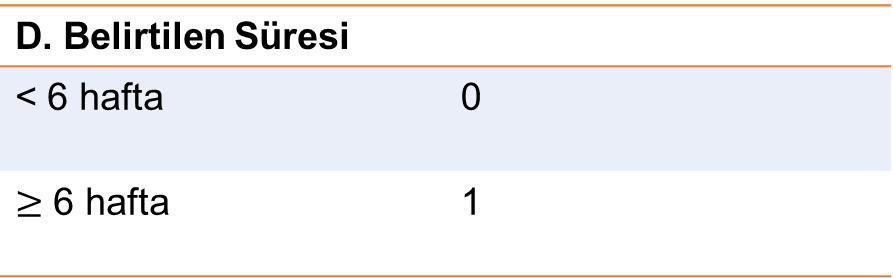 D. Belirtilen Süresi
< 6 hafta 0
≥ 6 hafta 1